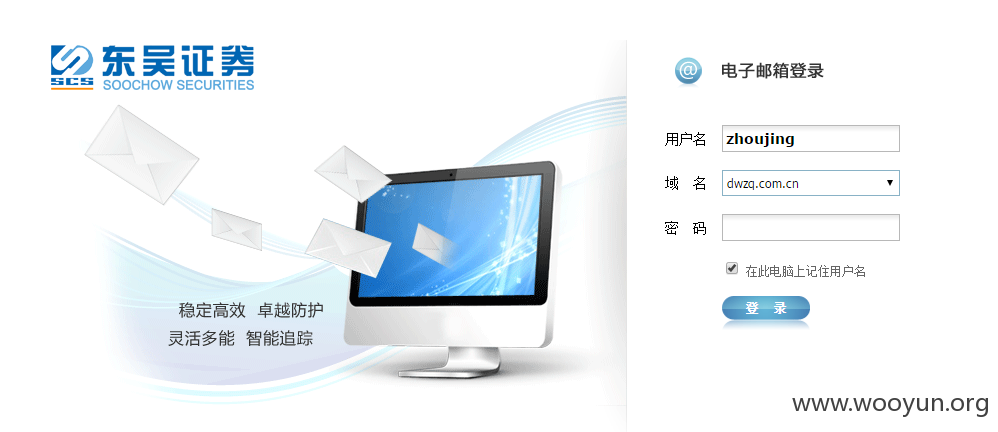 东吴证券
SCS
SOOCHOW SECURITIES
@ 电子邮箱登录
用户名 zhoujing
域 名 dwzq.com.cn
密 码
在此电脑上记住用户名
登 录
稳定高效 卓越防护
灵活多能 智能追踪
www.wooyun.org